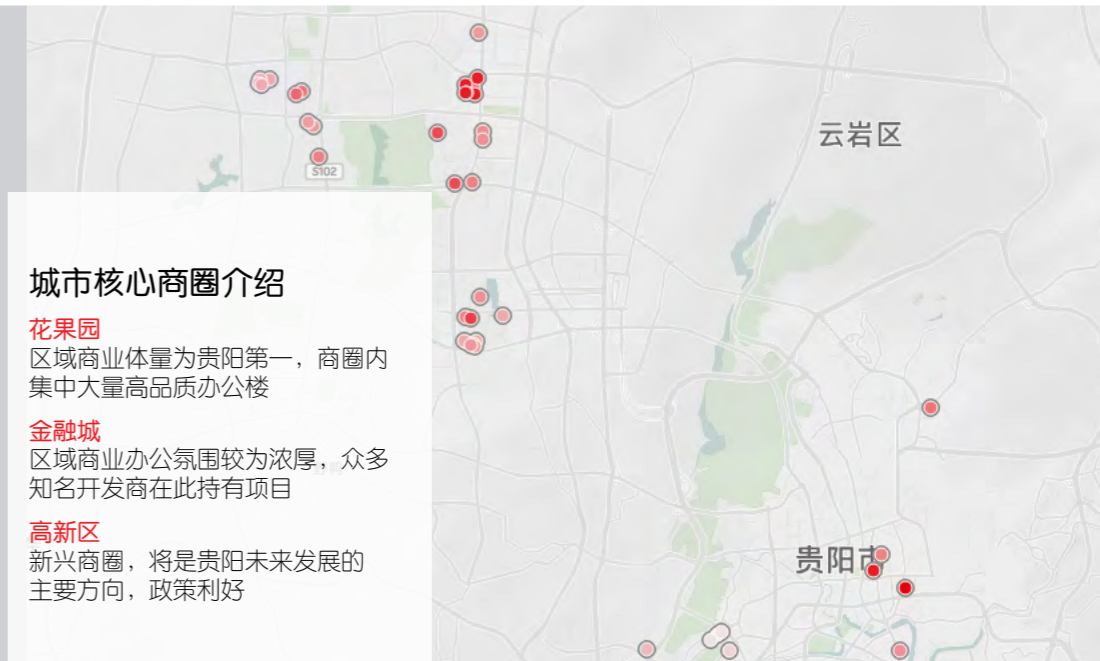 云岩区
S102
城市核心商圈介绍
花果园
区域商业体量为贵阳第一，商圈内
集中大量高品质办公楼
金融城
区域商业办公氛围较为浓厚，众多
知名开发商在此持有项目
高新区
新兴商圈，将是贵阳未来发展的
主要方向，政策利好
贵阳市